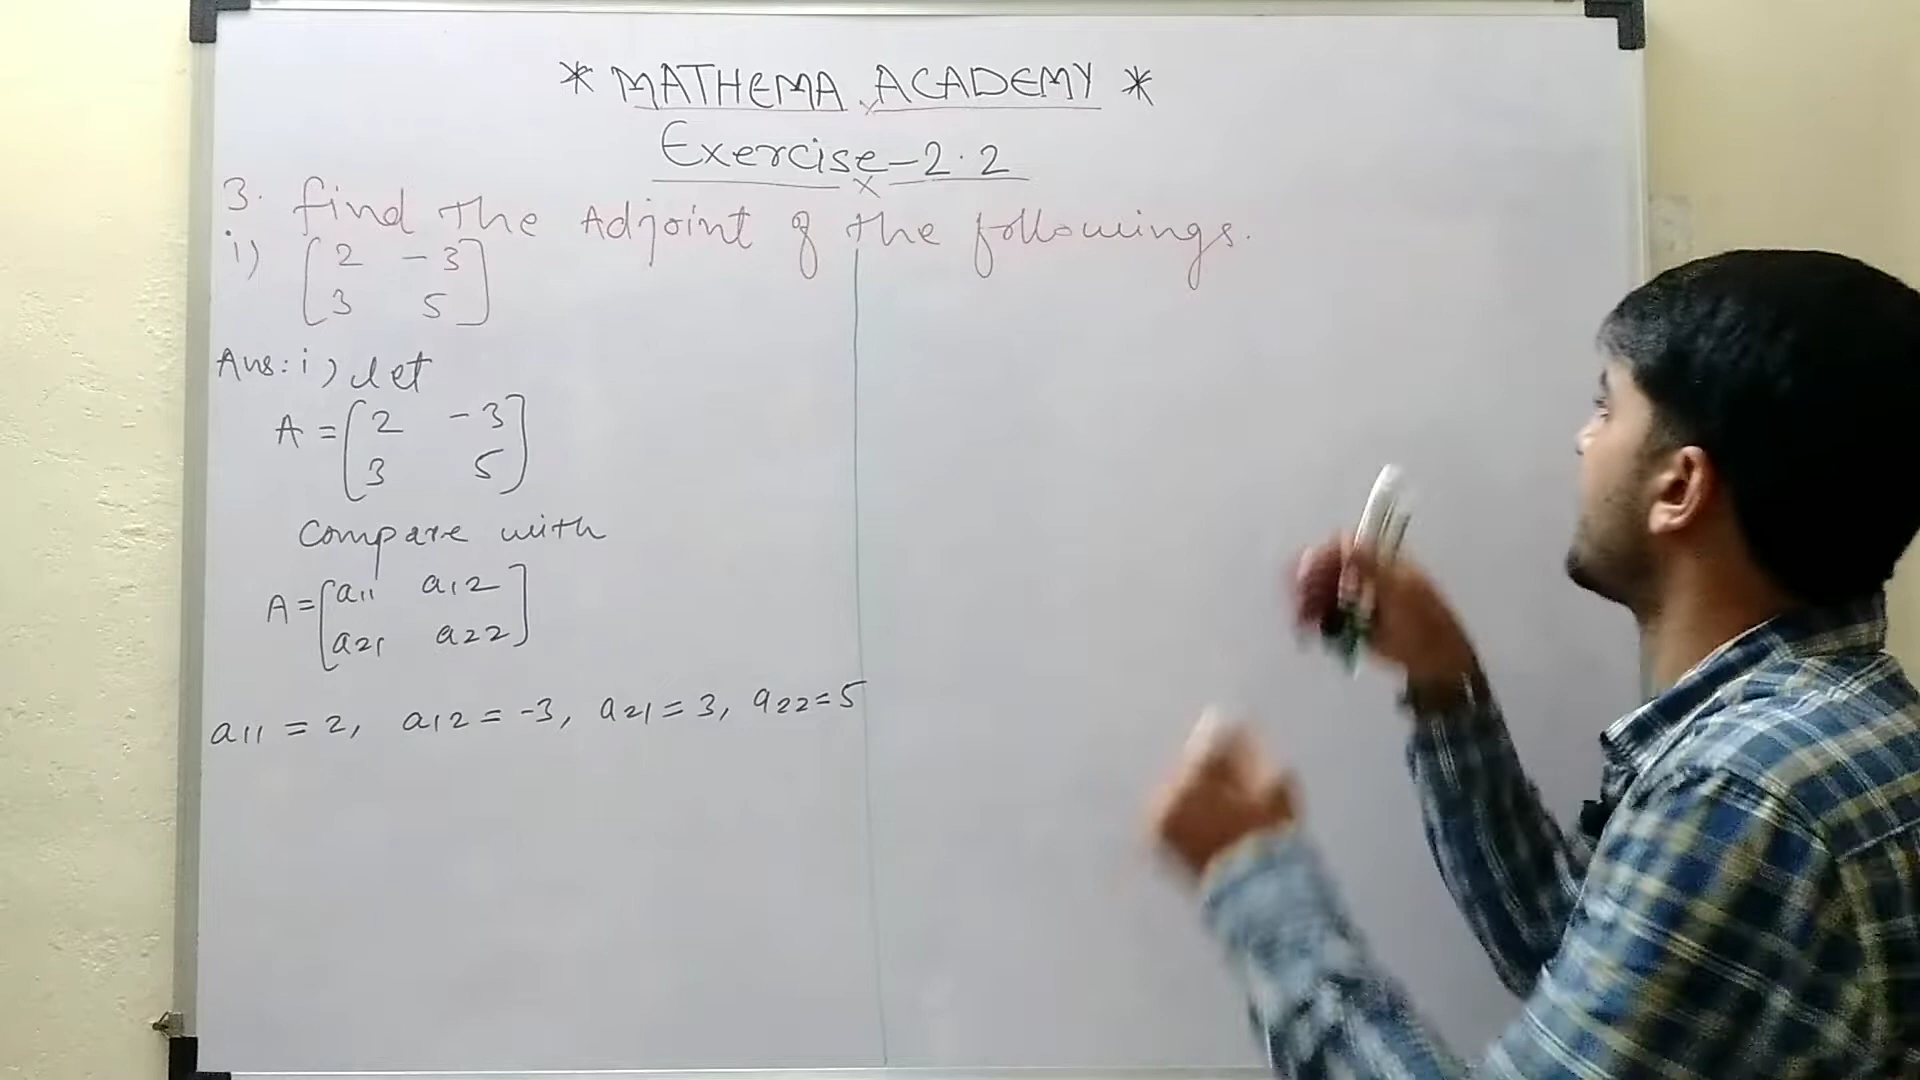 * MATHEMA ACADEMY *
Exercise-2.2
3. find the Adjoint of the followings.
i) [2 -3
3 5]
Ans: i) let
A = [2 -3
3 5]
Compare with
A = [a11 a12
a21 a22]
a11 = 2, a12 = -3, a21 = 3, a22 = 5